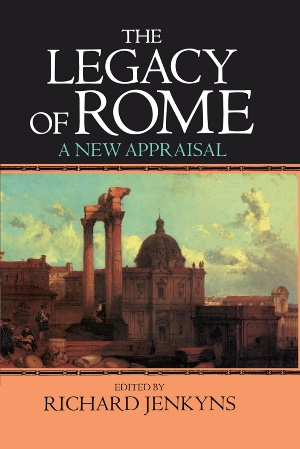 THE
LEGACY
OF ROME
A NEW APPRAISAL
EDITED BY
RICHARD JENKYNS